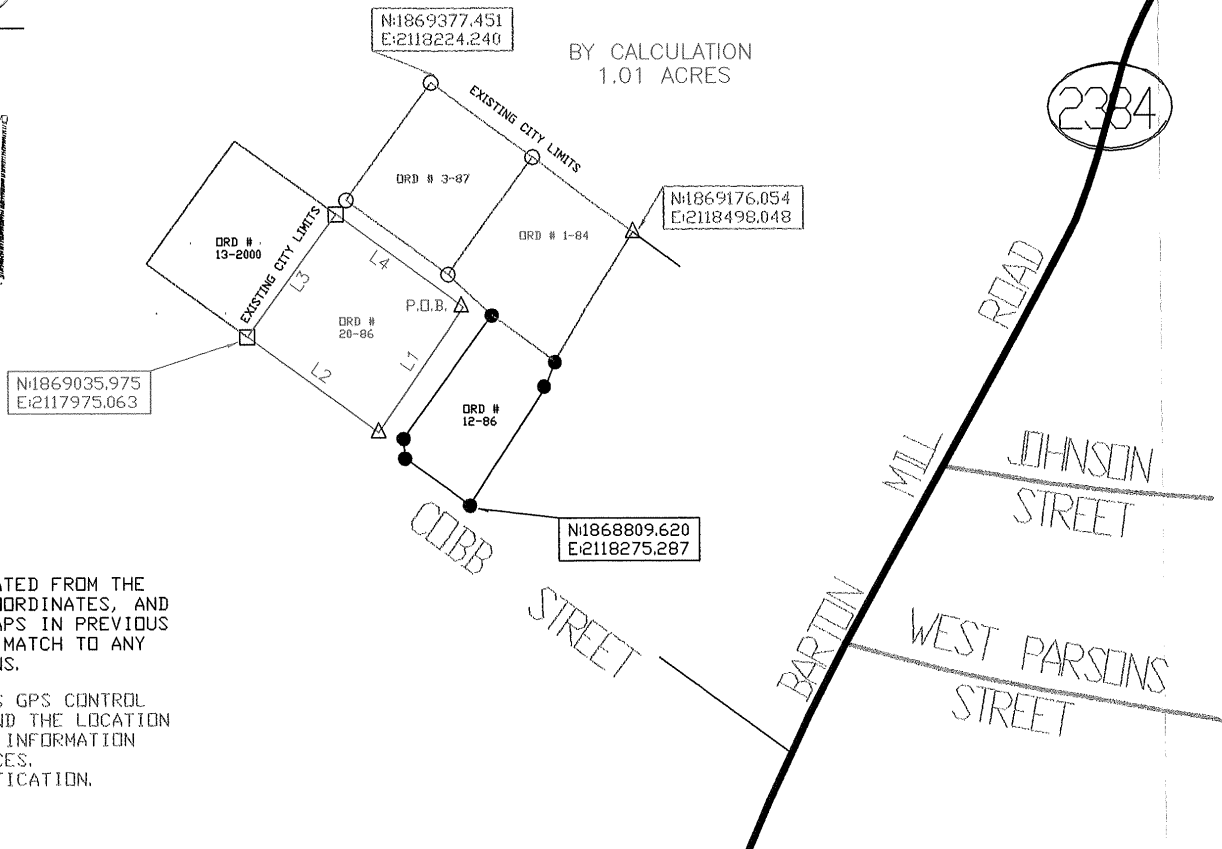 N:1869377.451
E:2118224.240
BY CALCULATION
1.01 ACRES
2384
EXISTING CITY LIMITS
ORD # 3-87
N:1869176.054
E:2118498.048
ORD # 1-84
ORD #
13-2000
EXISTING CITY LIMITS
L3
L4
P.O.B.
ORD #
20-86
L1
L2
N:1869035.975
E:2117975.063
ORD #
12-86
N:1868809.620
E:2118275.287
COBB STREET
BARTON MILL ROAD
JOHNSON
STREET
WEST PARSONS
STREET
ATED FROM THE
ORDINATES, AND
APS IN PREVIOUS
MATCH TO ANY
NS.
S GPS CONTROL
ND THE LOCATION
INFORMATION
CES.
TICATION.